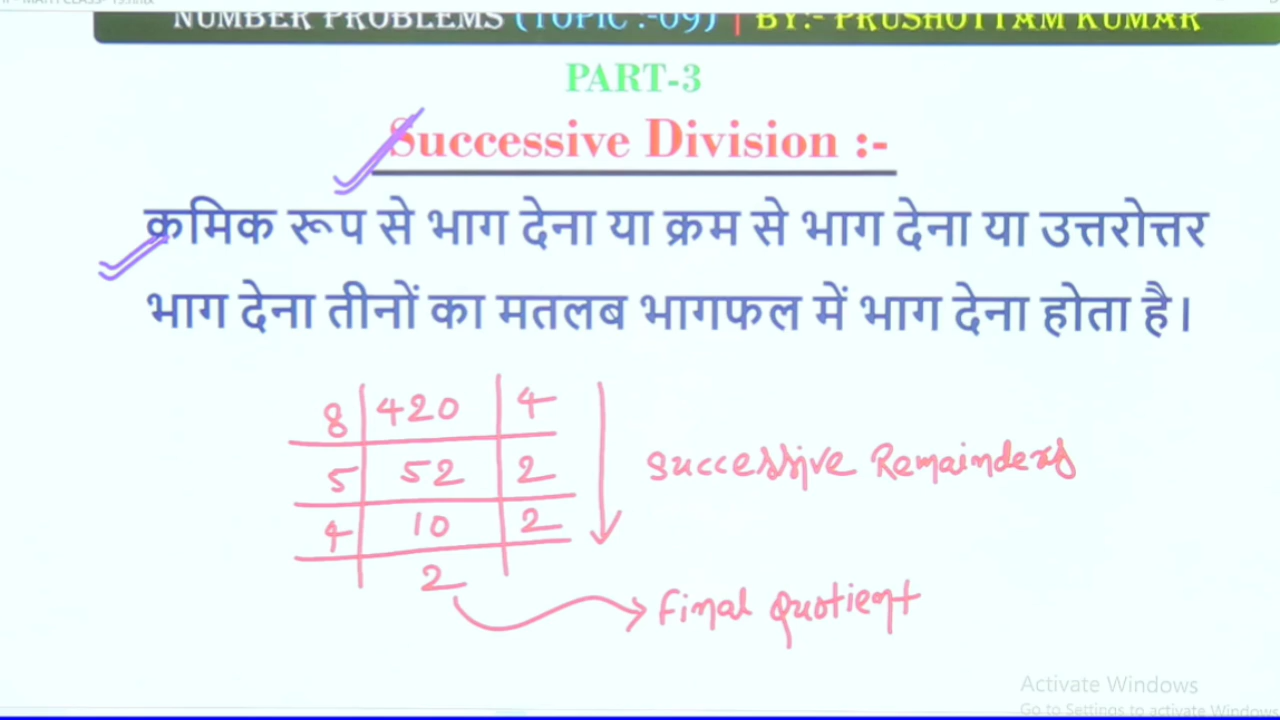 NUMBER PROBLEMS (TOPIC :-09) | BY:- PRUSHOTTAM KUMAR
PART-3
Successive Division :-
क्रमिक रूप से भाग देना या क्रम से भाग देना या उत्तरोत्तर
भाग देना तीनों का मतलब भागफल में भाग देना होता है।
8 420 4
5 52 2
4 10 2
2
Successive Remainders
Final Quotient
Activate Windows
Go to Settings to activate Windows